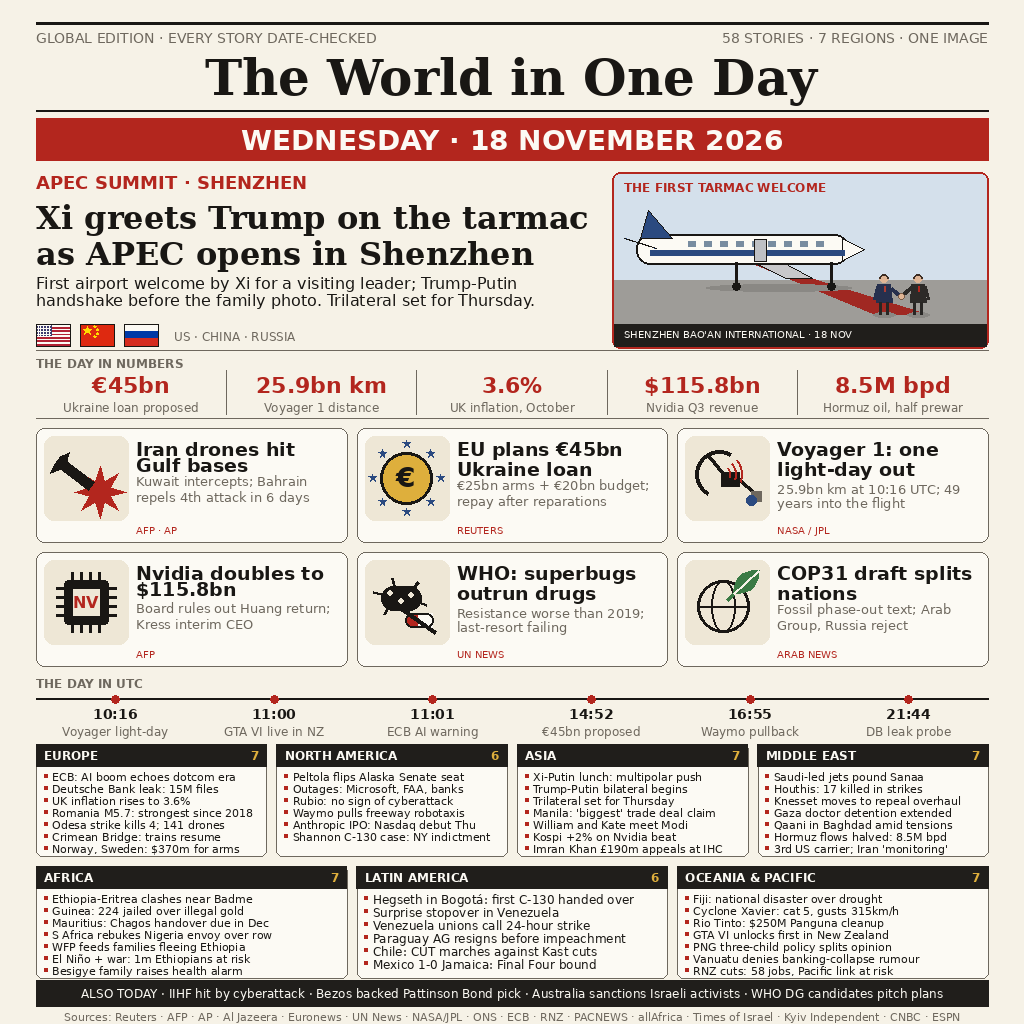 GLOBAL EDITION · EVERY STORY DATE-CHECKED
58 STORIES · 7 REGIONS · ONE IMAGE
The World in One Day
WEDNESDAY · 18 NOVEMBER 2026
APEC SUMMIT · SHENZHEN
Xi greets Trump on the tarmac
as APEC opens in Shenzhen
First airport welcome by Xi for a visiting leader; Trump-Putin
handshake before the family photo. Trilateral set for Thursday.
US · CHINA · RUSSIA
THE FIRST TARMAC WELCOME
SHENZHEN BAO'AN INTERNATIONAL · 18 NOV
THE DAY IN NUMBERS
€45bn
Ukraine loan proposed
25.9bn km
Voyager 1 distance
3.6%
UK inflation, October
$115.8bn
Nvidia Q3 revenue
8.5M bpd
Hormuz oil, half prewar
Iran drones hit
Gulf bases
Kuwait intercepts; Bahrain
repels 4th attack in 6 days
AFP · AP
€
EU plans €45bn
Ukraine loan
€25bn arms + €20bn budget;
repay after reparations
REUTERS
Voyager 1: one
light-day out
25.9bn km at 10:16 UTC; 49
years into the flight
NASA / JPL
NV
Nvidia doubles to
$115.8bn
Board rules out Huang return;
Kress interim CEO
AFP
WHO: superbugs
outrun drugs
Resistance worse than 2019;
last-resort failing
UN NEWS
COP31 draft splits
nations
Fossil phase-out text; Arab
Group, Russia reject
ARAB NEWS
THE DAY IN UTC
10:16
Voyager light-day
11:00
GTA VI live in NZ
11:01
ECB AI warning
14:52
€45bn proposed
16:55
Waymo pullback
21:44
DB leak probe
EUROPE 7
ECB: AI boom echoes dotcom era
Deutsche Bank leak: 15M files
UK inflation rises to 3.6%
Romania M5.7: strongest since 2018
Odesa strike kills 4; 141 drones
Crimean Bridge: trains resume
Norway, Sweden: $370m for arms
NORTH AMERICA 6
Peltola flips Alaska Senate seat
Outages: Microsoft, FAA, banks
Rubio: no sign of cyberattack
Waymo pulls freeway robotaxis
Anthropic IPO: Nasdaq debut Thu
Shannon C-130 case: NY indictment
ASIA 7
Xi-Putin lunch: multipolar push
Trump-Putin bilateral begins
Trilateral set for Thursday
Manila: 'biggest' trade deal claim
William and Kate meet Modi
Kospi +2% on Nvidia beat
Imran Khan £190m appeals at IHC
MIDDLE EAST 7
Saudi-led jets pound Sanaa
Houthis: 17 killed in strikes
Knesset moves to repeal overhaul
Gaza doctor detention extended
Qaani in Baghdad amid tensions
Hormuz flows halved: 8.5M bpd
3rd US carrier; Iran 'monitoring'
AFRICA 7
Ethiopia-Eritrea clashes near Badme
Guinea: 224 jailed over illegal gold
Mauritius: Chagos handover due in Dec
S Africa rebukes Nigeria envoy over row
WFP feeds families fleeing Ethiopia
El Niño + war: 1m Ethiopians at risk
Besigye family raises health alarm
LATIN AMERICA 6
Hegseth in Bogotá: first C-130 handed over
Surprise stopover in Venezuela
Venezuela unions call 24-hour strike
Paraguay AG resigns before impeachment
Chile: CUT marches against Kast cuts
Mexico 1-0 Jamaica: Final Four bound
OCEANIA & PACIFIC 7
Fiji: national disaster over drought
Cyclone Xavier: cat 5, gusts 315km/h
Rio Tinto: $250M Panguna cleanup
GTA VI unlocks first in New Zealand
PNG three-child policy splits opinion
Vanuatu denies banking-collapse rumour
RNZ cuts: 58 jobs, Pacific link at risk
ALSO TODAY · IIHF hit by cyberattack · Bezos backed Pattinson Bond pick · Australia sanctions Israeli activists · WHO DG candidates pitch plans
Sources: Reuters · AFP · AP · Al Jazeera · Euronews · UN News · NASA/JPL · ONS · ECB · RNZ · PACNEWS · allAfrica · Times of Israel · Kyiv Independent · CNBC · ESPN